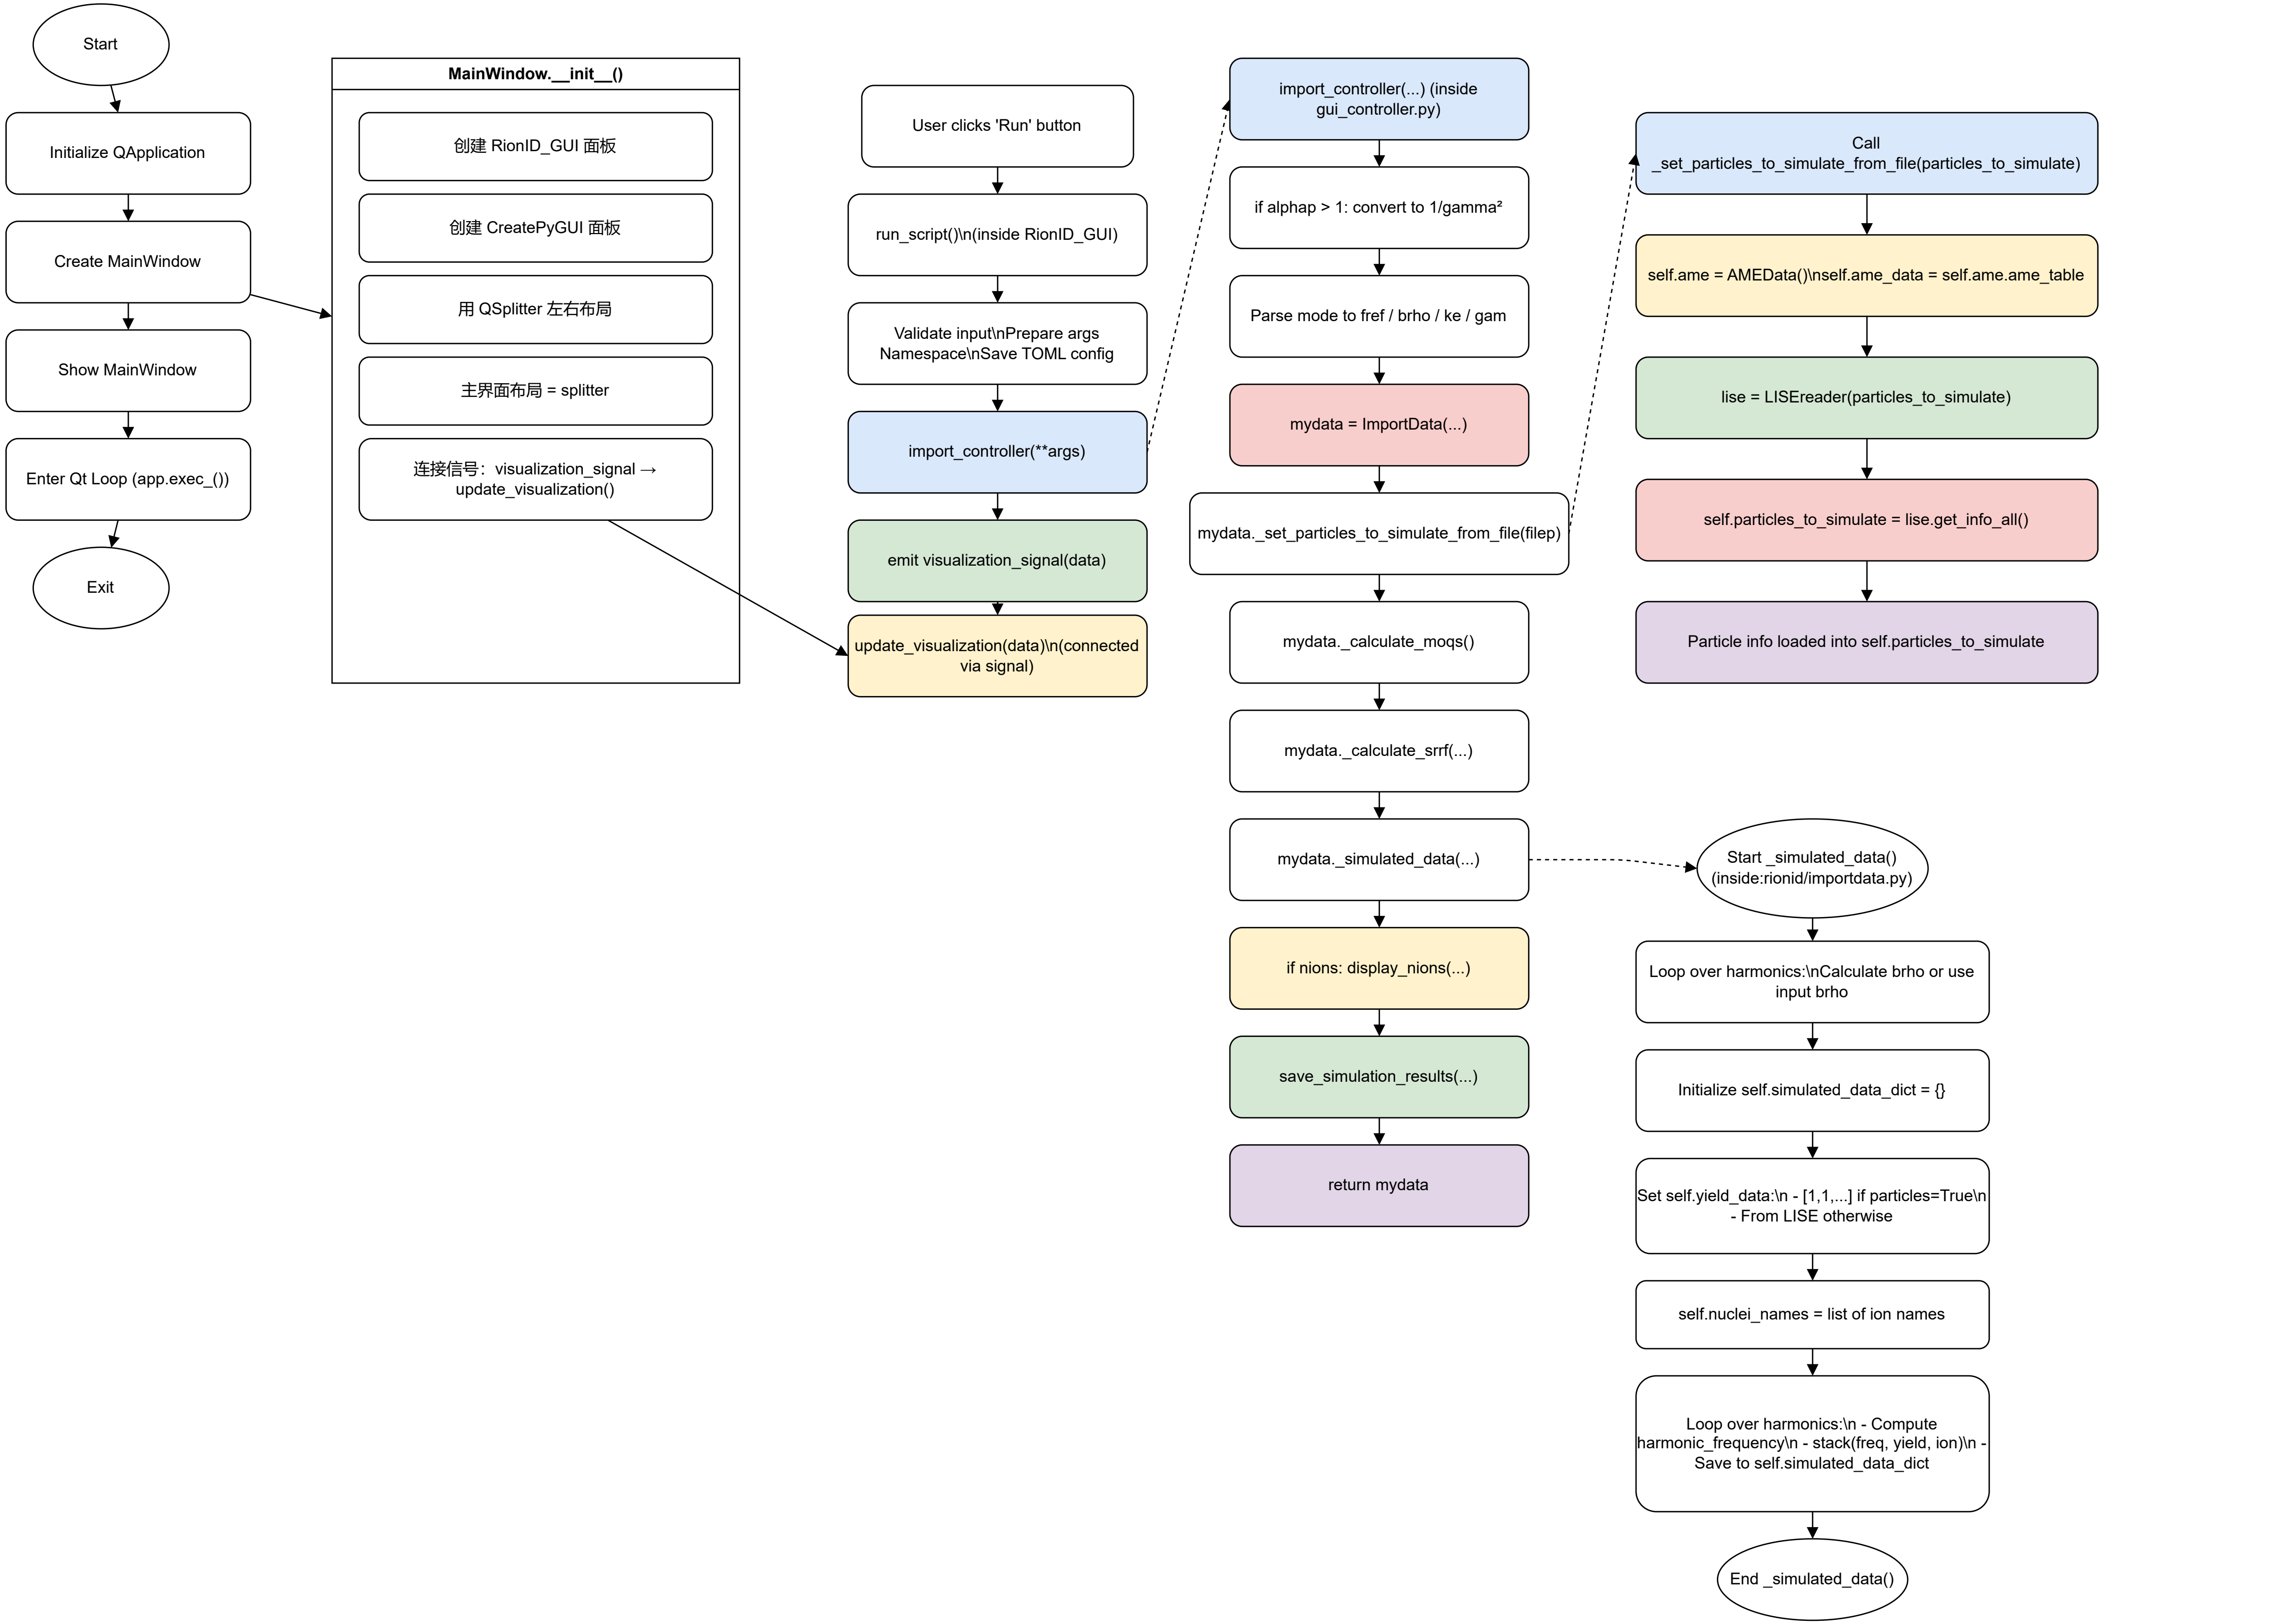 Start
Initialize QApplication
Create MainWindow
Show MainWindow
Enter Qt Loop (app.exec_())
Exit
MainWindow.__init__()
创建 RionID_GUI 面板
创建 CreatePyGUI 面板
用 QSplitter 左右布局
主界面布局 = splitter
连接信号：visualization_signal →
update_visualization()
User clicks 'Run' button
run_script()\n(inside RionID_GUI)
Validate input\nPrepare args
Namespace\nSave TOML config
import_controller(**args)
emit visualization_signal(data)
update_visualization(data)\n(connected
via signal)
import_controller(...) (inside
gui_controller.py)
if alphap > 1: convert to 1/gamma²
Parse mode to fref / brho / ke / gam
mydata = ImportData(...)
mydata._set_particles_to_simulate_from_file(filep)
mydata._calculate_moqs()
mydata._calculate_srrf(...)
mydata._simulated_data(...)
if nions: display_nions(...)
save_simulation_results(...)
return mydata
Call
_set_particles_to_simulate_from_file(particles_to_simulate)
self.ame = AMEData()\nself.ame_data = self.ame.ame_table
lise = LISEreader(particles_to_simulate)
self.particles_to_simulate = lise.get_info_all()
Particle info loaded into self.particles_to_simulate
Start _simulated_data()
(inside:rionid/importdata.py)
Loop over harmonics:\nCalculate brho or use
input brho
Initialize self.simulated_data_dict = {}
Set self.yield_data:\n - [1,1,...] if particles=True\n
- From LISE otherwise
self.nuclei_names = list of ion names
Loop over harmonics:\n - Compute
harmonic_frequency\n - stack(freq, yield, ion)\n -
Save to self.simulated_data_dict
End _simulated_data()